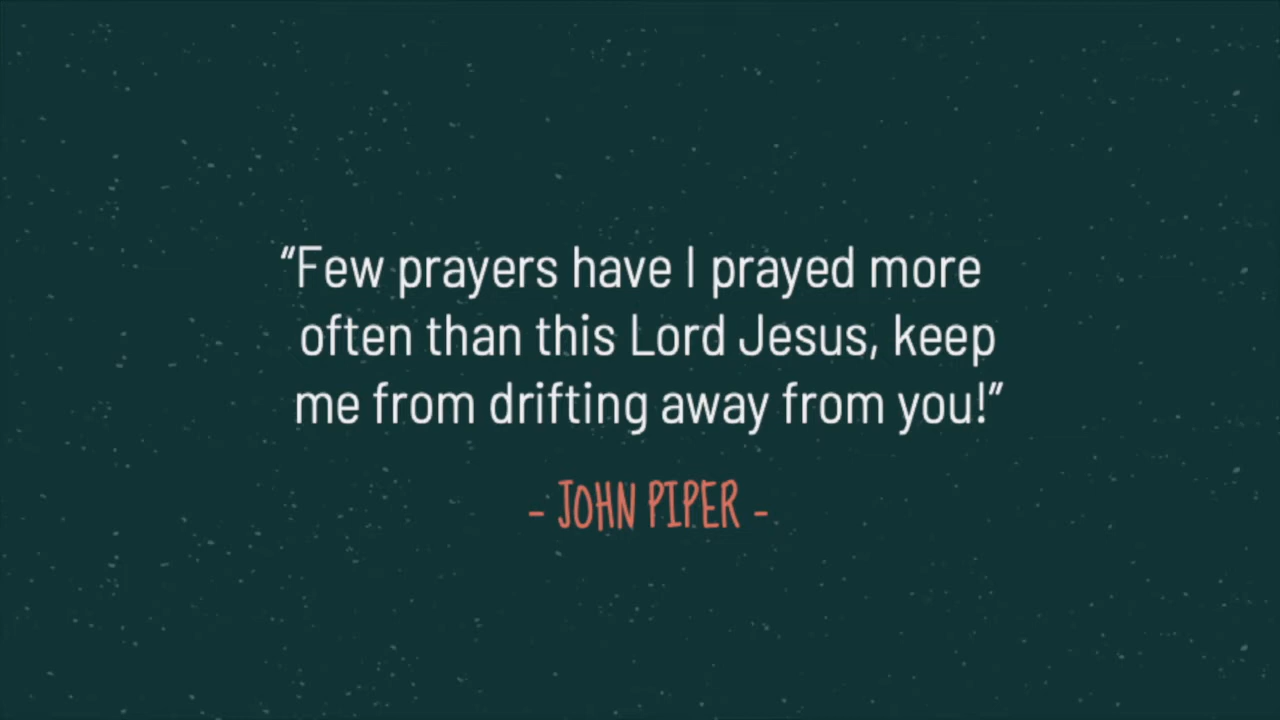 “Few prayers have I prayed more
often than this Lord Jesus, keep
me from drifting away from you!”
- JOHN PIPER -